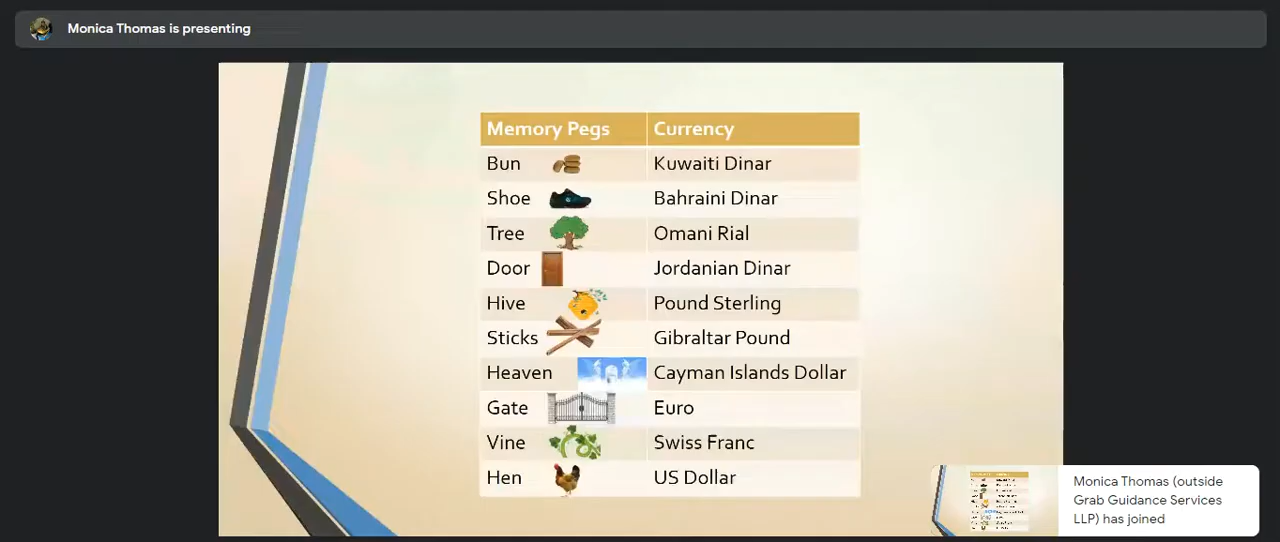 Monica Thomas is presenting
Memory Pegs Currency
Bun Kuwaiti Dinar
Shoe Bahraini Dinar
Tree Omani Rial
Door Jordanian Dinar
Hive Pound Sterling
Sticks Gibraltar Pound
Heaven Cayman Islands Dollar
Gate Euro
Vine Swiss Franc
Hen US Dollar
Monica Thomas (outside
Grab Guidance Services
LLP) has joined